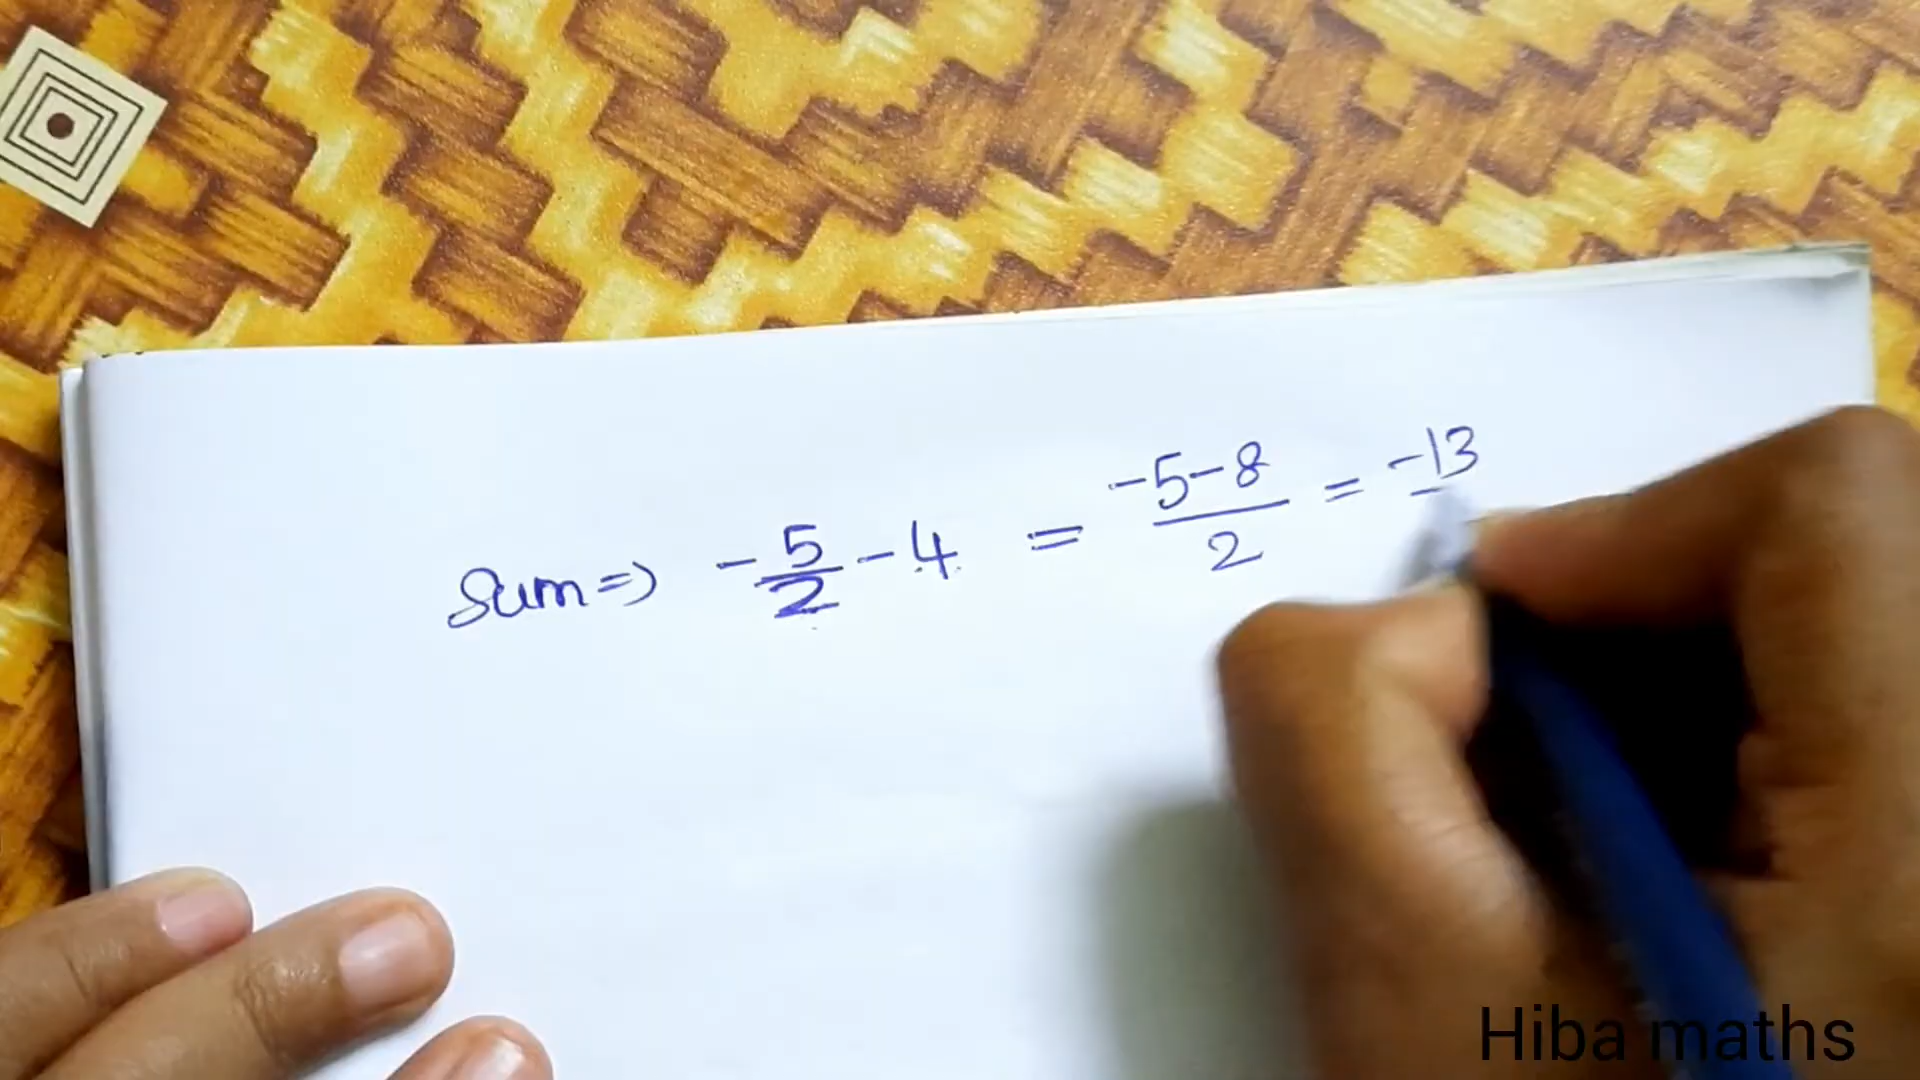 Sum => -5/2 - 4 = -5-8/2 = -13
Hiba maths